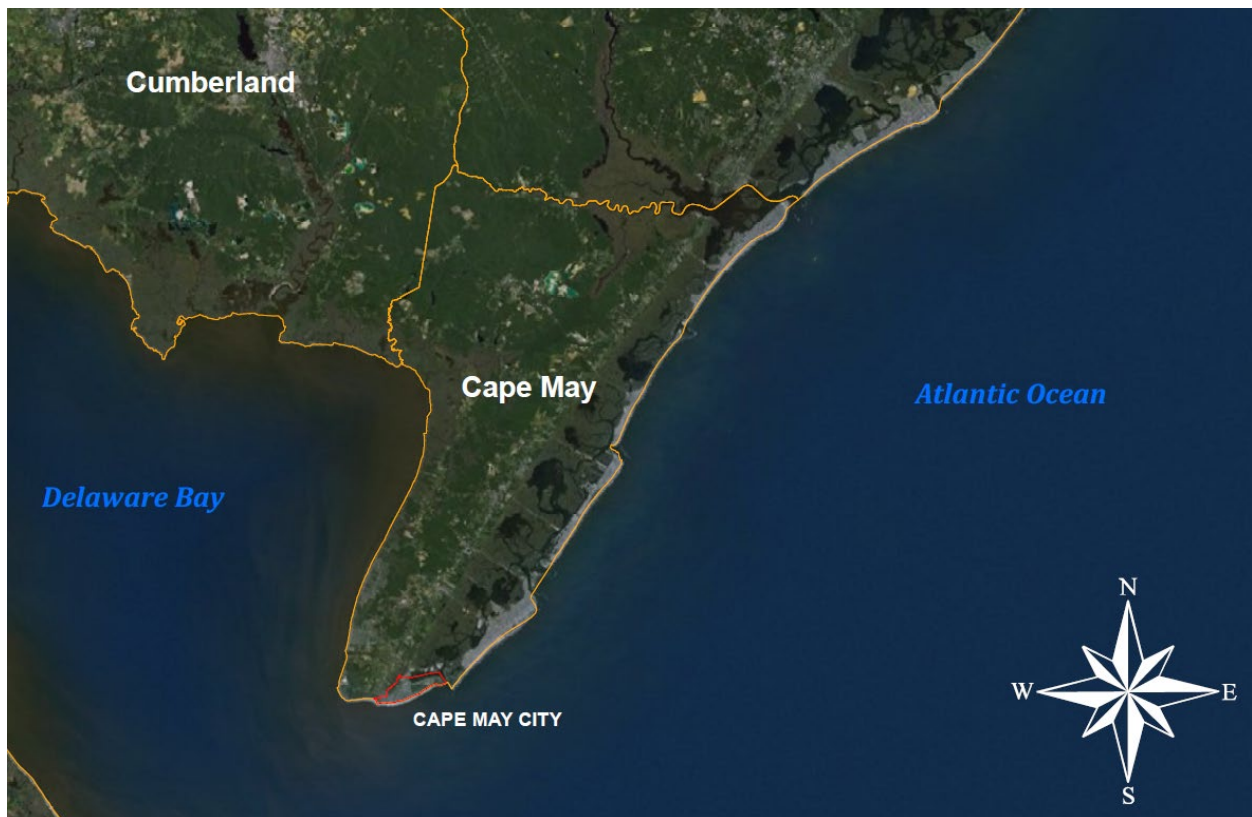 Cumberland
Cape May
Atlantic Ocean
Delaware Bay
N
W
E
S
CAPE MAY CITY